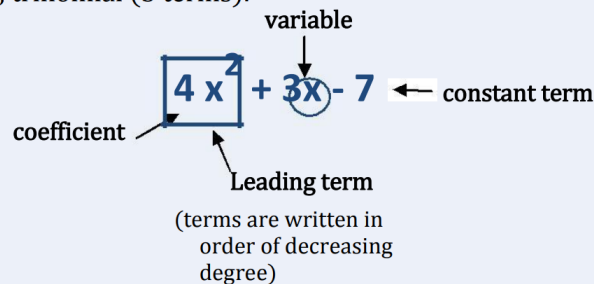 trinomial (3 terms).
variable
4 x² + 3x - 7
constant term
coefficient
Leading term
(terms are written in
order of decreasing
degree)